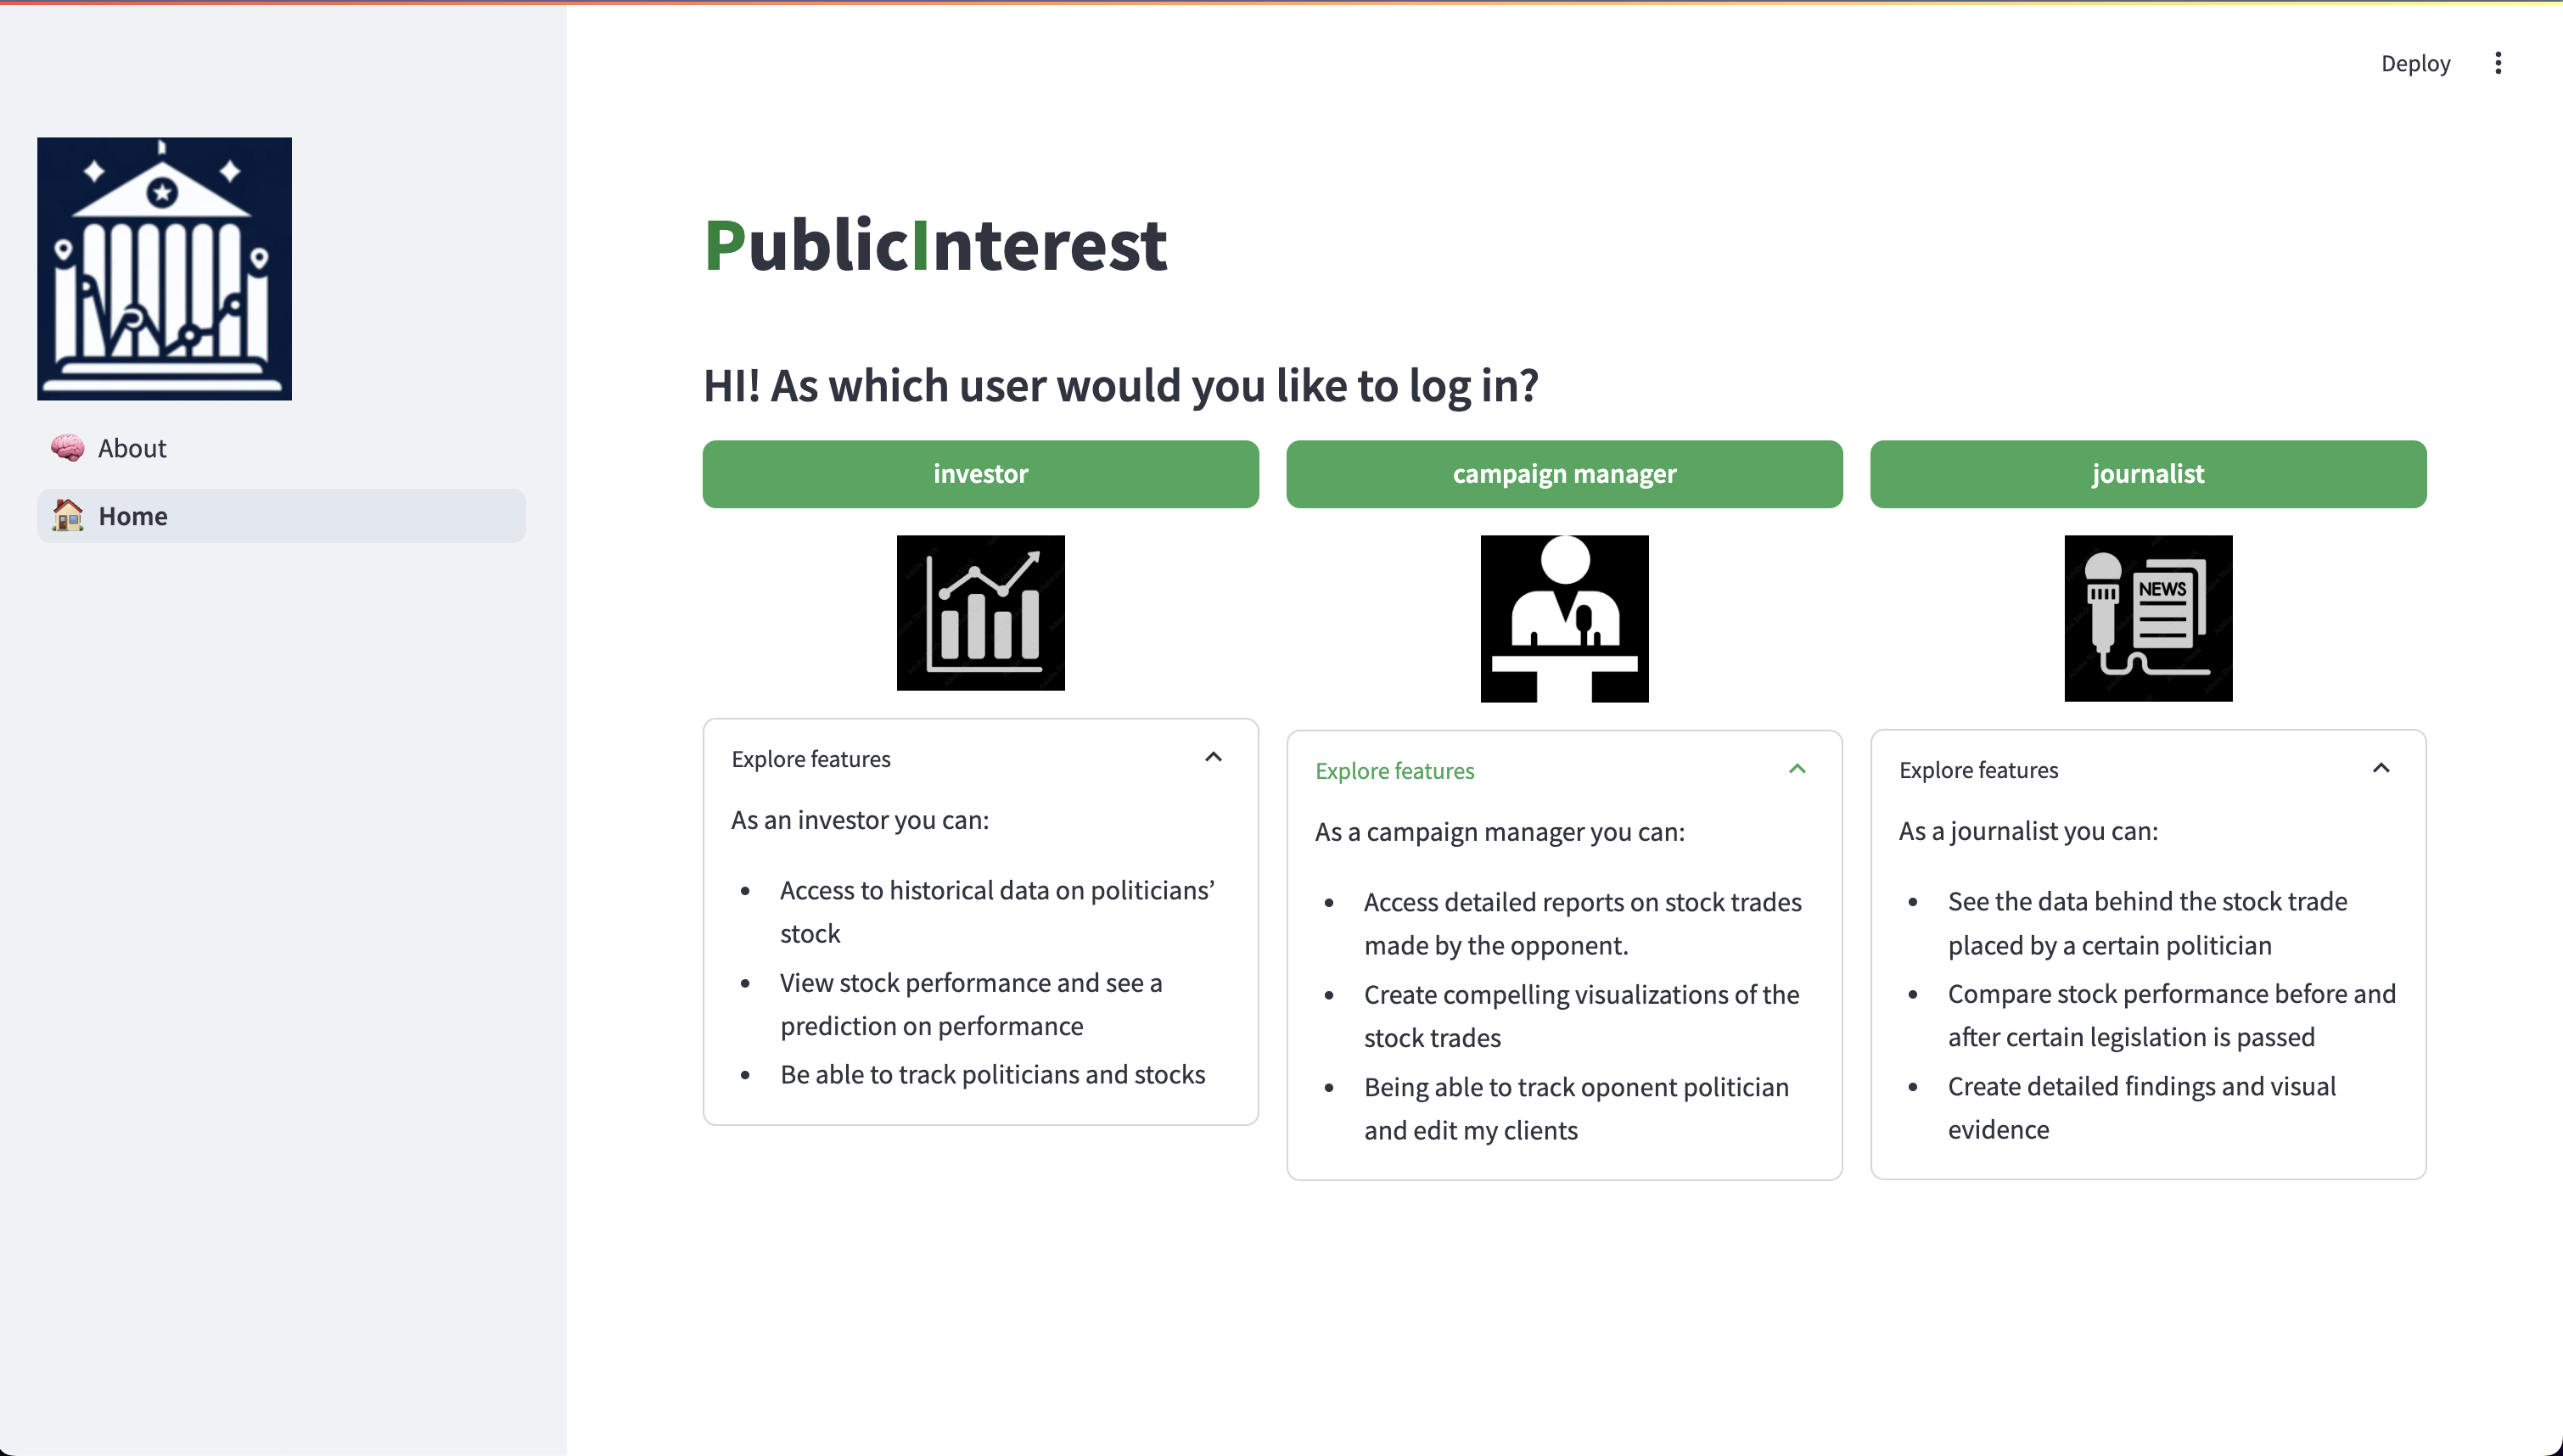 Deploy
About
Home
PublicInterest
HI! As which user would you like to log in?
investor
campaign manager
journalist
NEWS
Explore features
As an investor you can:
Access to historical data on politicians’
stock
View stock performance and see a
prediction on performance
Be able to track politicians and stocks
Explore features
As a campaign manager you can:
Access detailed reports on stock trades
made by the opponent.
Create compelling visualizations of the
stock trades
Being able to track oponent politician
and edit my clients
Explore features
As a journalist you can:
See the data behind the stock trade
placed by a certain politician
Compare stock performance before and
after certain legislation is passed
Create detailed findings and visual
evidence